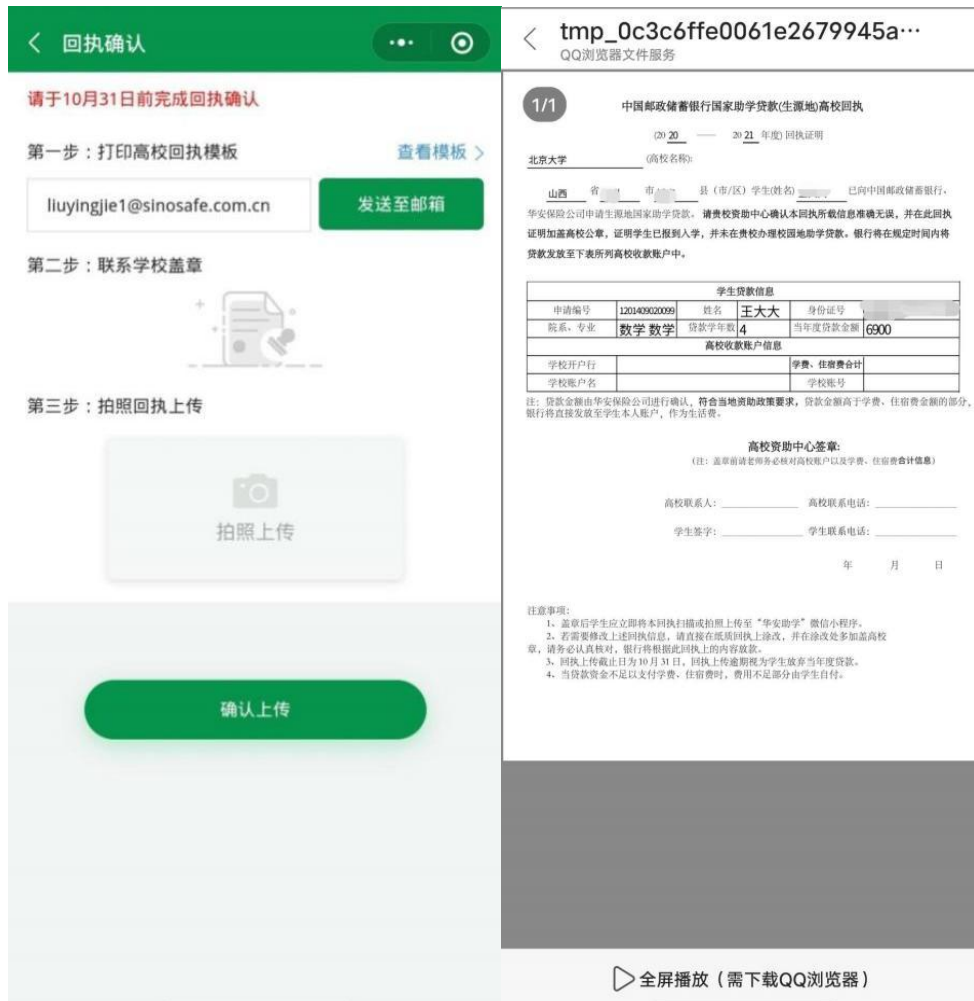 回执确认
请于10月31日前完成回执确认
第一步：打印高校回执模板
查看模板 >
liuyingjie1@sinosafe.com.cn
发送至邮箱
第二步：联系学校盖章
第三步：拍照回执上传
拍照上传
确认上传
tmp_0c3c6ffe0061e2679945a…
QQ浏览器文件服务
1/1
中国邮政储蓄银行国家助学贷款(生源地)高校回执
(20 20 —— 20 21 年度) 回执证明
北京大学 (高校名称):
山西 省 市 县（市/区）学生(姓名) 已向中国邮政储蓄银行、
华安保险公司申请生源地国家助学贷款。请贵校资助中心确认本回执所载信息准确无误，并在此回执
证明加盖高校公章，证明学生已报到入学，并未在贵校办理校园地助学贷款。银行将在规定时间内将
贷款发放至下表所列高校收款账户中。
学生贷款信息
申请编号 1201409020099 姓名 王大大 身份证号
院系、专业 数学 数学 贷款学年数 4 当年度贷款金额 6900
高校收款账户信息
学校开户行 学费、住宿费合计
学校账户名 学校账号
注：贷款金额由华安保险公司进行确认，符合当地资助政策要求，贷款金额高于学费、住宿费金额的部分，
银行将直接发放至学生本人账户，作为生活费。
高校资助中心签章:
(注：盖章前请老师务必核对高校账户以及学费、住宿费合计信息)
高校联系人: 高校联系电话:
学生签字: 学生联系电话:
年 月 日
注意事项:
1、盖章后学生应立即将本回执扫描或拍照上传至“华安助学”微信小程序。
2、若需要修改上述回执信息，请直接在纸质回执上涂改，并在涂改处多加盖高校
章，请务必认真核对，银行将根据此回执上的内容放款。
3、回执上传截止日为10月31日，回执上传逾期视为学生放弃当年度贷款。
4、当贷款资金不足以支付学费、住宿费时，费用不足部分由学生自付。
全屏播放（需下载QQ浏览器）